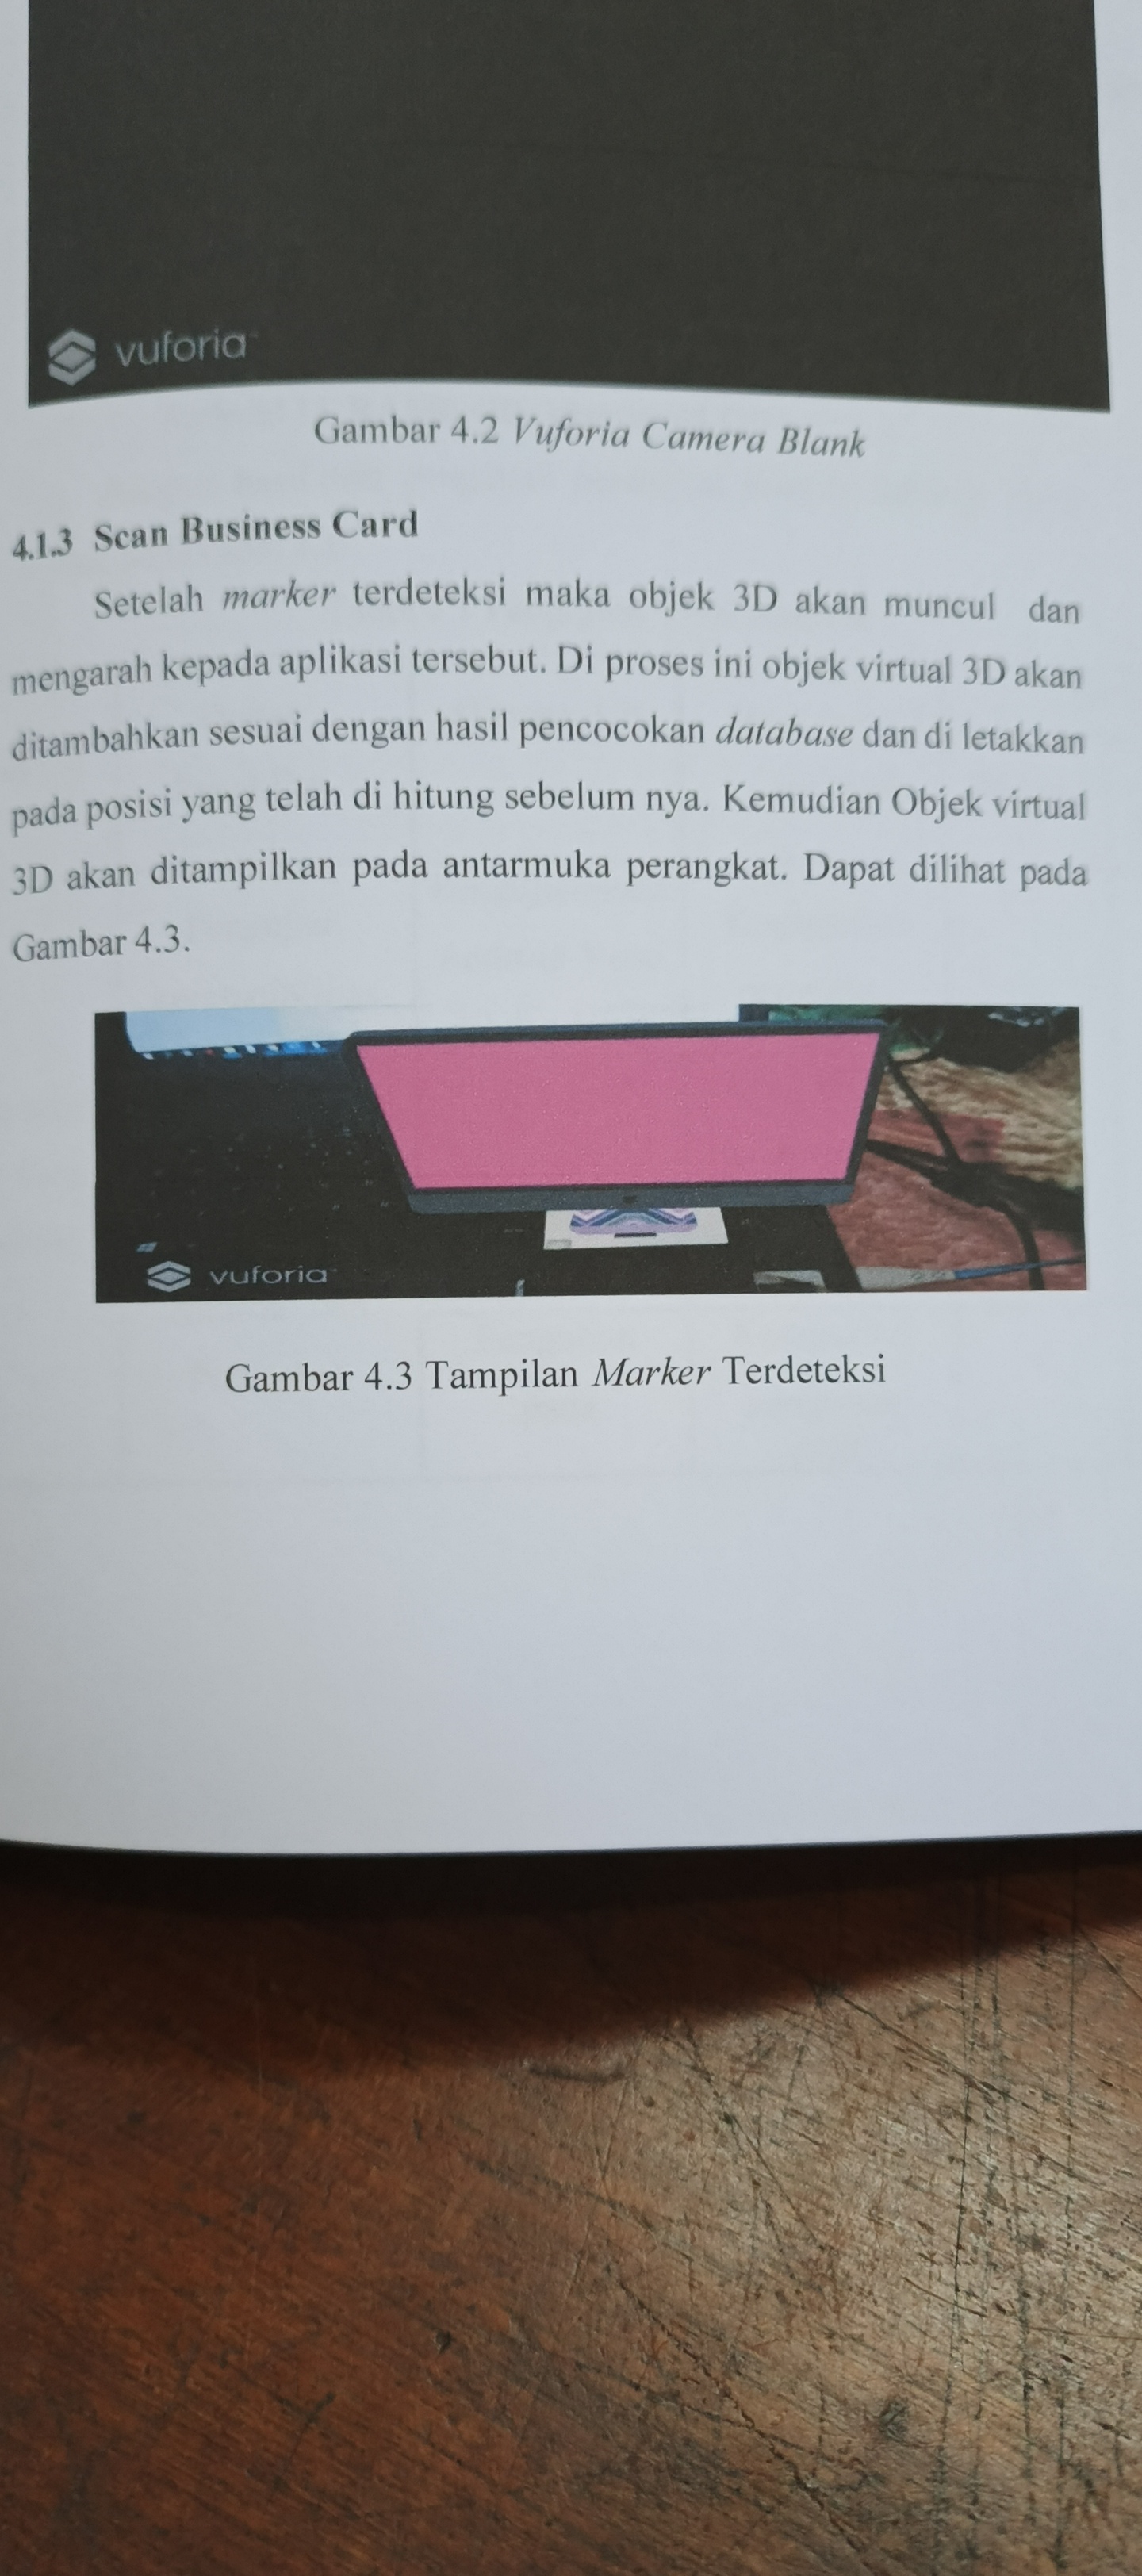 vuforia
Gambar 4.2 Vuforia Camera Blank
4.1.3 Scan Business Card
Setelah marker terdeteksi maka objek 3D akan muncul dan
mengarah kepada aplikasi tersebut. Di proses ini objek virtual 3D akan
ditambahkan sesuai dengan hasil pencocokan database dan di letakkan
pada posisi yang telah di hitung sebelum nya. Kemudian Objek virtual
3D akan ditampilkan pada antarmuka perangkat. Dapat dilihat pada
Gambar 4.3.
vuforia
Gambar 4.3 Tampilan Marker Terdeteksi